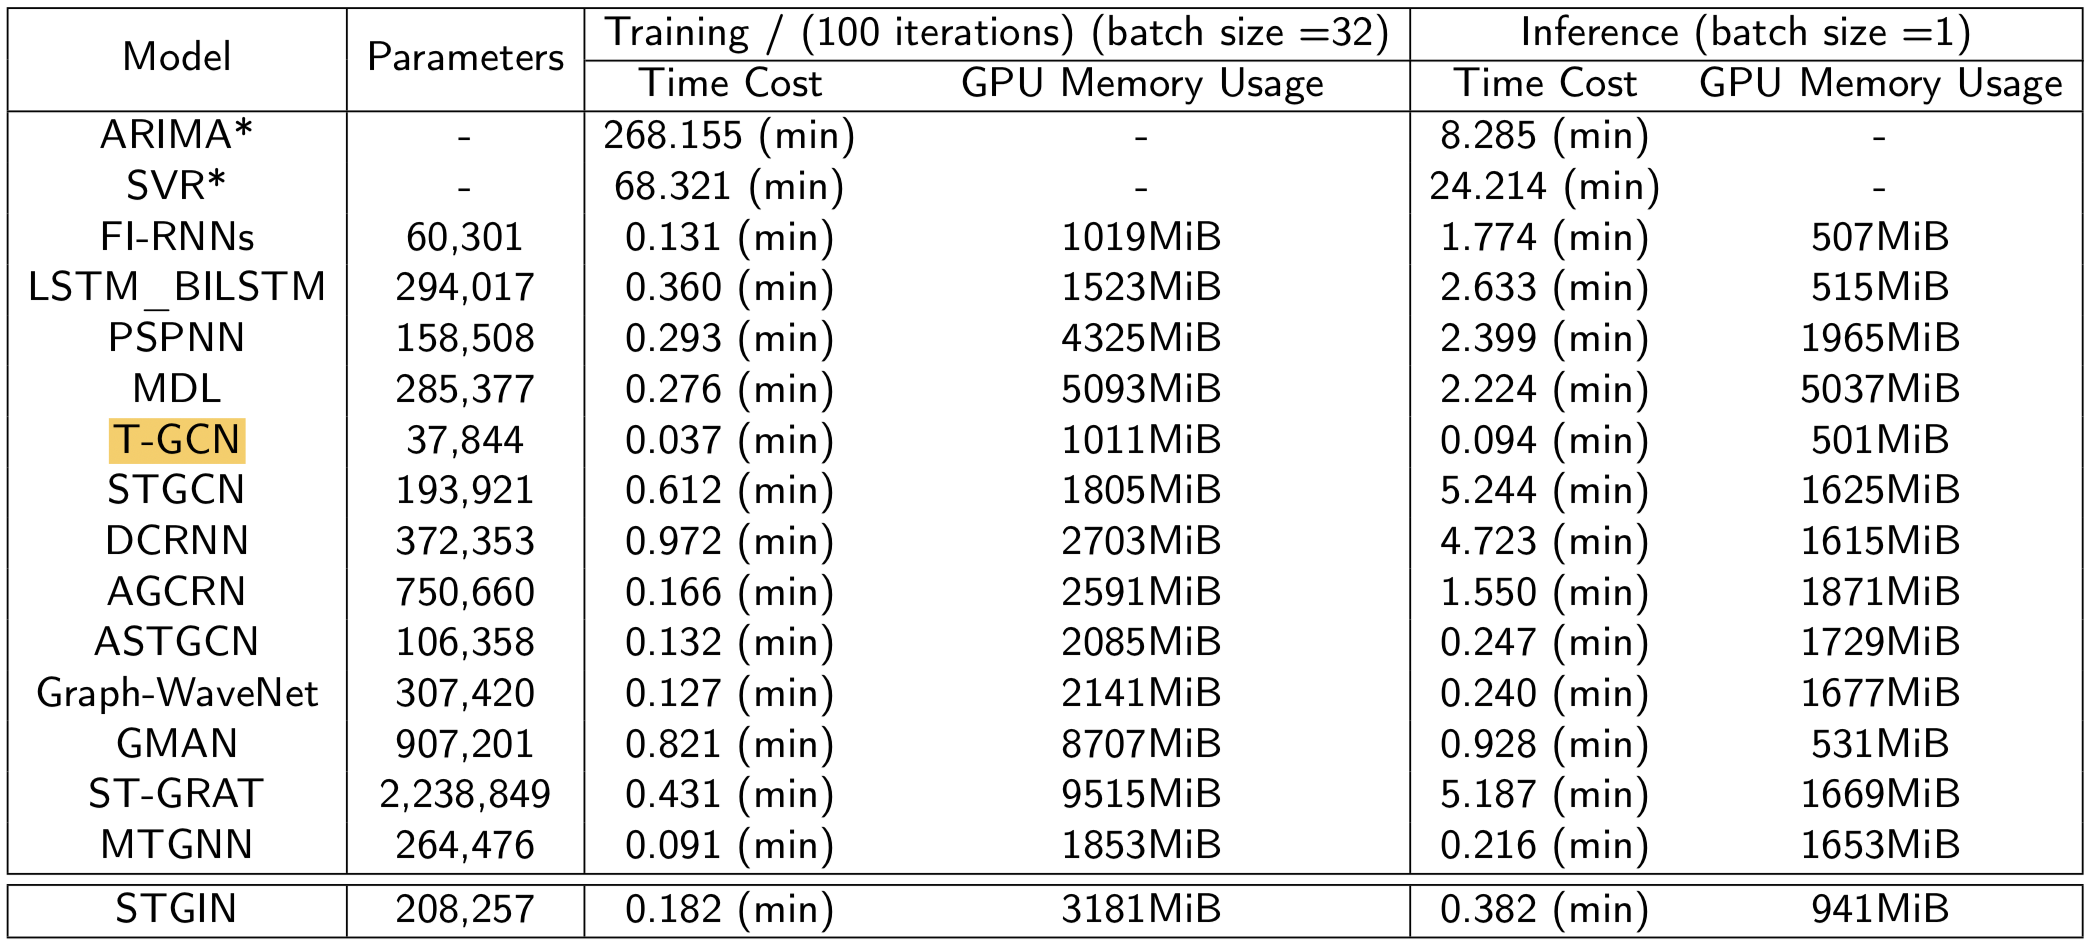 Model Parameters Training / (100 iterations) (batch size =32) Inference (batch size =1)
Time Cost GPU Memory Usage Time Cost GPU Memory Usage
ARIMA* - 268.155 (min) - 8.285 (min) -
SVR* - 68.321 (min) - 24.214 (min) -
FI-RNNs 60,301 0.131 (min) 1019MiB 1.774 (min) 507MiB
LSTM_BILSTM 294,017 0.360 (min) 1523MiB 2.633 (min) 515MiB
PSPNN 158,508 0.293 (min) 4325MiB 2.399 (min) 1965MiB
MDL 285,377 0.276 (min) 5093MiB 2.224 (min) 5037MiB
T-GCN 37,844 0.037 (min) 1011MiB 0.094 (min) 501MiB
STGCN 193,921 0.612 (min) 1805MiB 5.244 (min) 1625MiB
DCRNN 372,353 0.972 (min) 2703MiB 4.723 (min) 1615MiB
AGCRN 750,660 0.166 (min) 2591MiB 1.550 (min) 1871MiB
ASTGCN 106,358 0.132 (min) 2085MiB 0.247 (min) 1729MiB
Graph-WaveNet 307,420 0.127 (min) 2141MiB 0.240 (min) 1677MiB
GMAN 907,201 0.821 (min) 8707MiB 0.928 (min) 531MiB
ST-GRAT 2,238,849 0.431 (min) 9515MiB 5.187 (min) 1669MiB
MTGNN 264,476 0.091 (min) 1853MiB 0.216 (min) 1653MiB
STGIN 208,257 0.182 (min) 3181MiB 0.382 (min) 941MiB